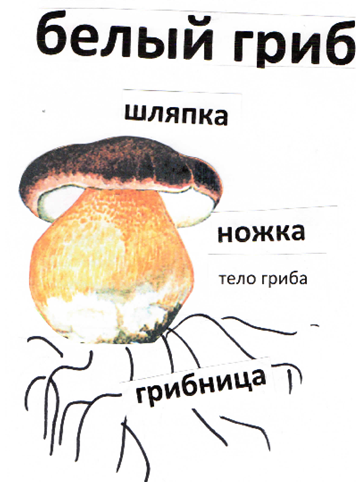 белый гриб
шляпка
ножка
тело гриба
грибница